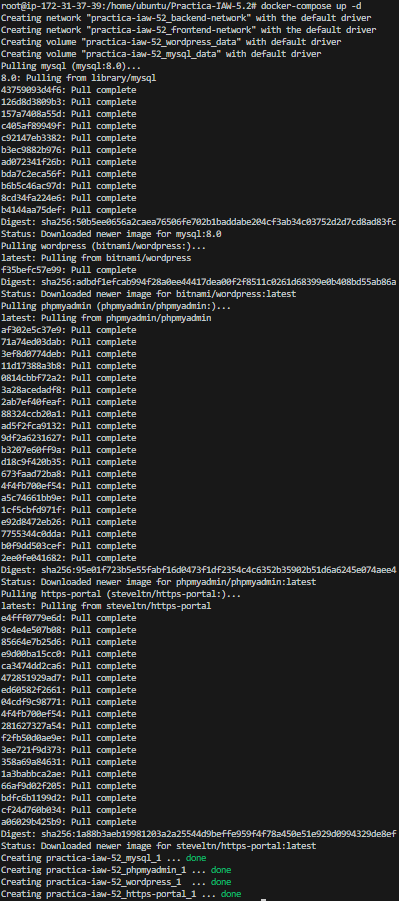 root@ip-172-31-37-39:/home/ubuntu/Practica-IAW-5.2# docker-compose up -d
Creating network "practica-iaw-52_backend-network" with the default driver
Creating network "practica-iaw-52_frontend-network" with the default driver
Creating volume "practica-iaw-52_wordpress_data" with default driver
Creating volume "practica-iaw-52_mysql_data" with default driver
Pulling mysql (mysql:8.0)...
8.0: Pulling from library/mysql
43759093d4f6: Pull complete
126d8d3809b3: Pull complete
157a7408a55d: Pull complete
c405af89949f: Pull complete
c92147eb3382: Pull complete
b3ec9882b976: Pull complete
ad072341f26b: Pull complete
bda7c2eca56f: Pull complete
b6b5c46ac97d: Pull complete
8cd34fa224e6: Pull complete
b4144aa75def: Pull complete
Digest: sha256:50b5ee0656a2caea76506fe702b1baddabe204cf3ab34c03752d2d7cd8ad83fc
Status: Downloaded newer image for mysql:8.0
Pulling wordpress (bitnami/wordpress:)...
latest: Pulling from bitnami/wordpress
f35befc57e99: Pull complete
Digest: sha256:adbdf1efcab994f28a0ee44417dea00f2f8511c0261d68399e0b408bd55ab86a
Status: Downloaded newer image for bitnami/wordpress:latest
Pulling phpmyadmin (phpmyadmin/phpmyadmin:)...
latest: Pulling from phpmyadmin/phpmyadmin
af302e5c37e9: Pull complete
71a74ed03dab: Pull complete
3ef8d0774deb: Pull complete
11d17388a3b8: Pull complete
0814cbbf72a2: Pull complete
3a28acedadf8: Pull complete
2ab7ef40feaf: Pull complete
88324ccb20a1: Pull complete
ad5f2fca9132: Pull complete
9df2a6231627: Pull complete
b3207e60ff9a: Pull complete
d18c9f420b35: Pull complete
673faad72ba8: Pull complete
4f4fb700ef54: Pull complete
a5c74661bb9e: Pull complete
1cf5cbfd971f: Pull complete
e92d8472eb26: Pull complete
7755344c0dda: Pull complete
b0f9dd503cef: Pull complete
2ee0fe041682: Pull complete
Digest: sha256:95e01f723b5e55fabf16d0473f1df2354c4c6352b35902b51d6a6245e074aee4
Status: Downloaded newer image for phpmyadmin/phpmyadmin:latest
Pulling https-portal (steveltn/https-portal:)...
latest: Pulling from steveltn/https-portal
e4fff0779e6d: Pull complete
9c4e4e507b08: Pull complete
85664e7b25d6: Pull complete
e9d00ba15cc0: Pull complete
ca3474dd2ca6: Pull complete
472851929ad7: Pull complete
ed60582f2661: Pull complete
04cdf9c98771: Pull complete
4f4fb700ef54: Pull complete
281627327a54: Pull complete
f2fb50d0ae9e: Pull complete
3ee721f9d373: Pull complete
358a69a84631: Pull complete
1a3babbca2ae: Pull complete
66af9d02f205: Pull complete
bdfc6b1199d2: Pull complete
cf24d760b034: Pull complete
a06029b425b9: Pull complete
Digest: sha256:1a88b3aeb19981203a2a25544d9beffe959f4f78a450e51e929d0994329de8ef
Status: Downloaded newer image for steveltn/https-portal:latest
Creating practica-iaw-52_mysql_1 ... done
Creating practica-iaw-52_phpmyadmin_1 ... done
Creating practica-iaw-52_wordpress_1  ... done
Creating practica-iaw-52_https-portal_1 ... done